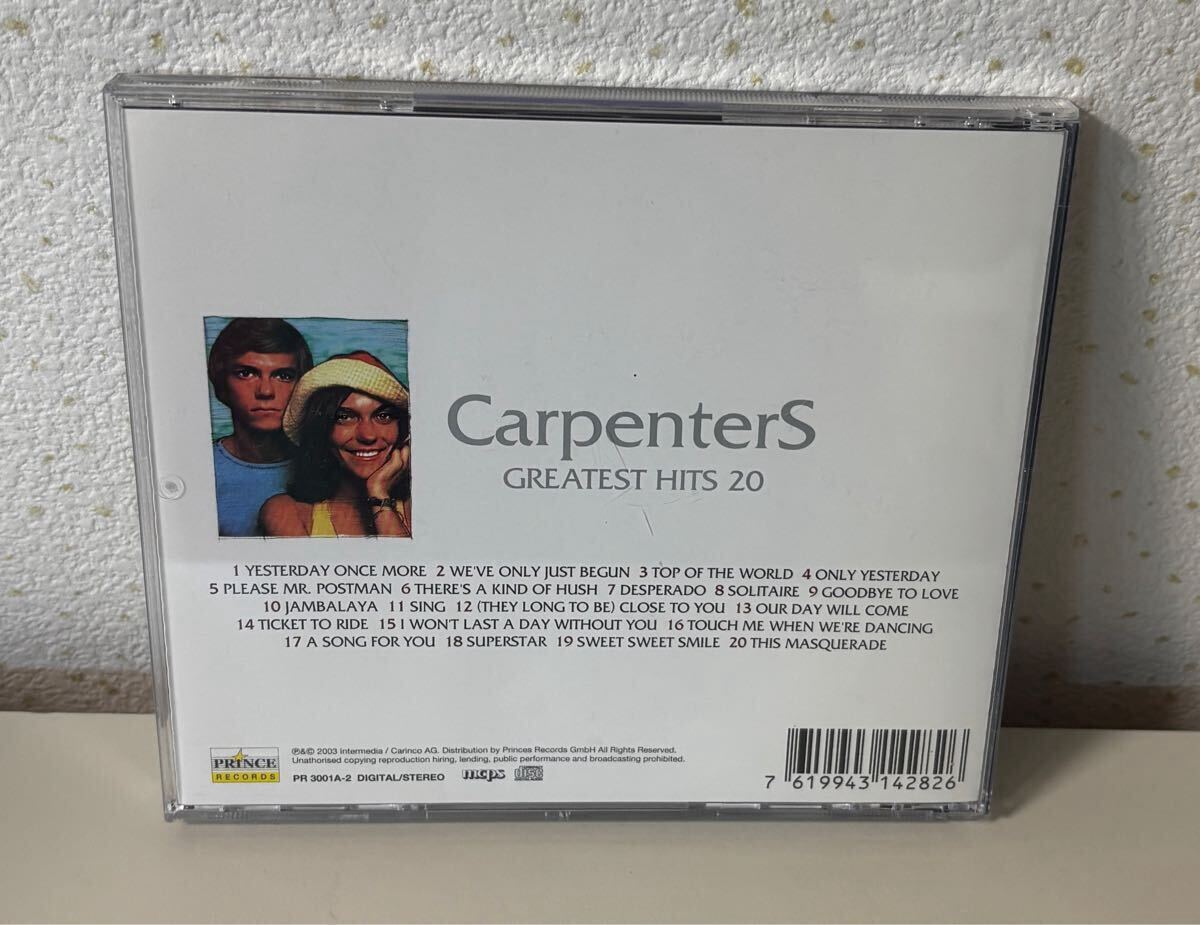 CarpenterS
GREATEST HITS 20
1 YESTERDAY ONCE MORE 2 WE'VE ONLY JUST BEGUN 3 TOP OF THE WORLD 4 ONLY YESTERDAY
5 PLEASE MR. POSTMAN 6 THERE'S A KIND OF HUSH 7 DESPERADO 8 SOLITAIRE 9 GOODBYE TO LOVE
10 JAMBALAYA 11 SING 12 (THEY LONG TO BE) CLOSE TO YOU 13 OUR DAY WILL COME
14 TICKET TO RIDE 15 I WON'T LAST A DAY WITHOUT YOU 16 TOUCH ME WHEN WE'RE DANCING
17 A SONG FOR YOU 18 SUPERSTAR 19 SWEET SWEET SMILE 20 THIS MASQUERADE
PRINCE
RECORDS
℗&© 2003 intermedia / Carinco AG. Distribution by Princes Records GmbH All Rights Reserved.
Unathorised copying reproduction hiring, lending, public performance and broadcasting prohibited.
PR 3001A-2 DIGITAL/STEREO mcps disc
7 619943 142826